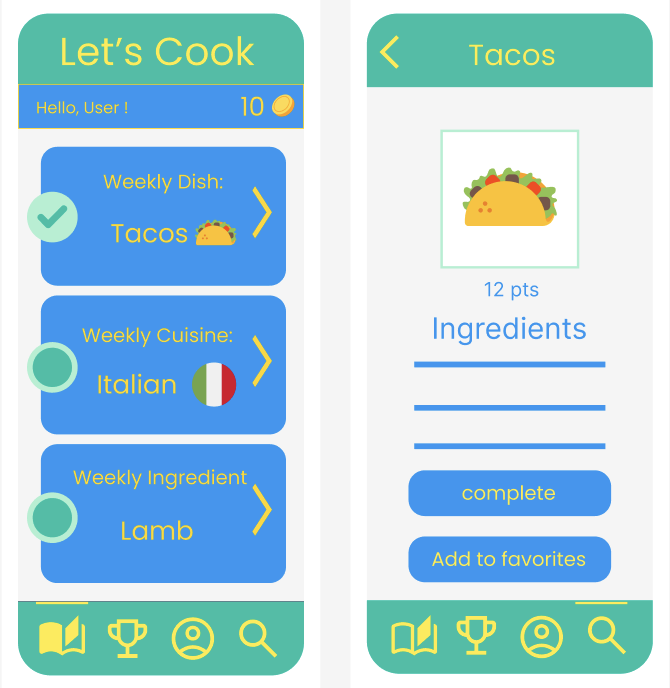 Let's Cook
Hello, User !
10
Weekly Dish:
Tacos
Weekly Cuisine:
Italian
Weekly Ingredient
Lamb
Tacos
12 pts
Ingredients
complete
Add to favorites